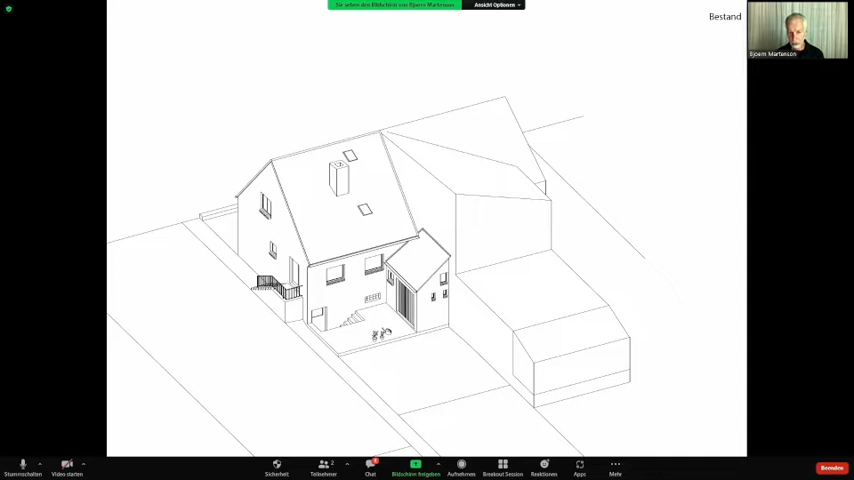 Sie sehen den Bildschirm von Bjoern Martenson
Ansicht Optionen
Bestand
Bjoern Martenson
Stummschalten
Video starten
Sicherheit
Teilnehmer
2
Chat
Bildschirm freigeben
Aufnehmen
Breakout Session
Reaktionen
Apps
Mehr
Beenden